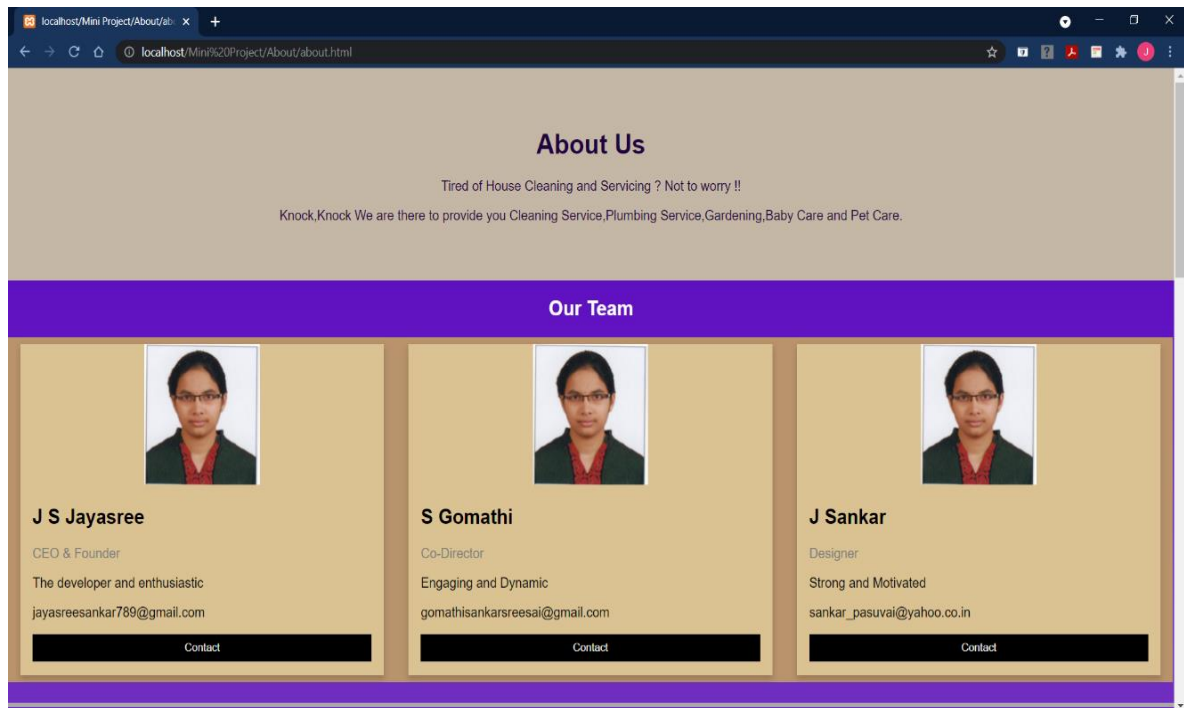 localhost/Mini Project/About/ab
localhost/Mini%20Project/About/about.html
J
About Us
Tired of House Cleaning and Servicing ? Not to worry !!
Knock,Knock We are there to provide you Cleaning Service,Plumbing Service,Gardening,Baby Care and Pet Care.
Our Team
J S Jayasree
CEO & Founder
The developer and enthusiastic
jayasreesankar789@gmail.com
Contact
S Gomathi
Co-Director
Engaging and Dynamic
gomathisankarsreesai@gmail.com
Contact
J Sankar
Designer
Strong and Motivated
sankar_pasuvai@yahoo.co.in
Contact